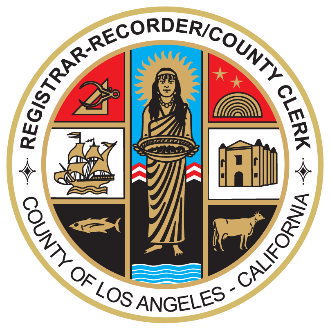 REGISTRAR-RECORDER/COUNTY CLERK
COUNTY OF LOS ANGELES - CALIFORNIA